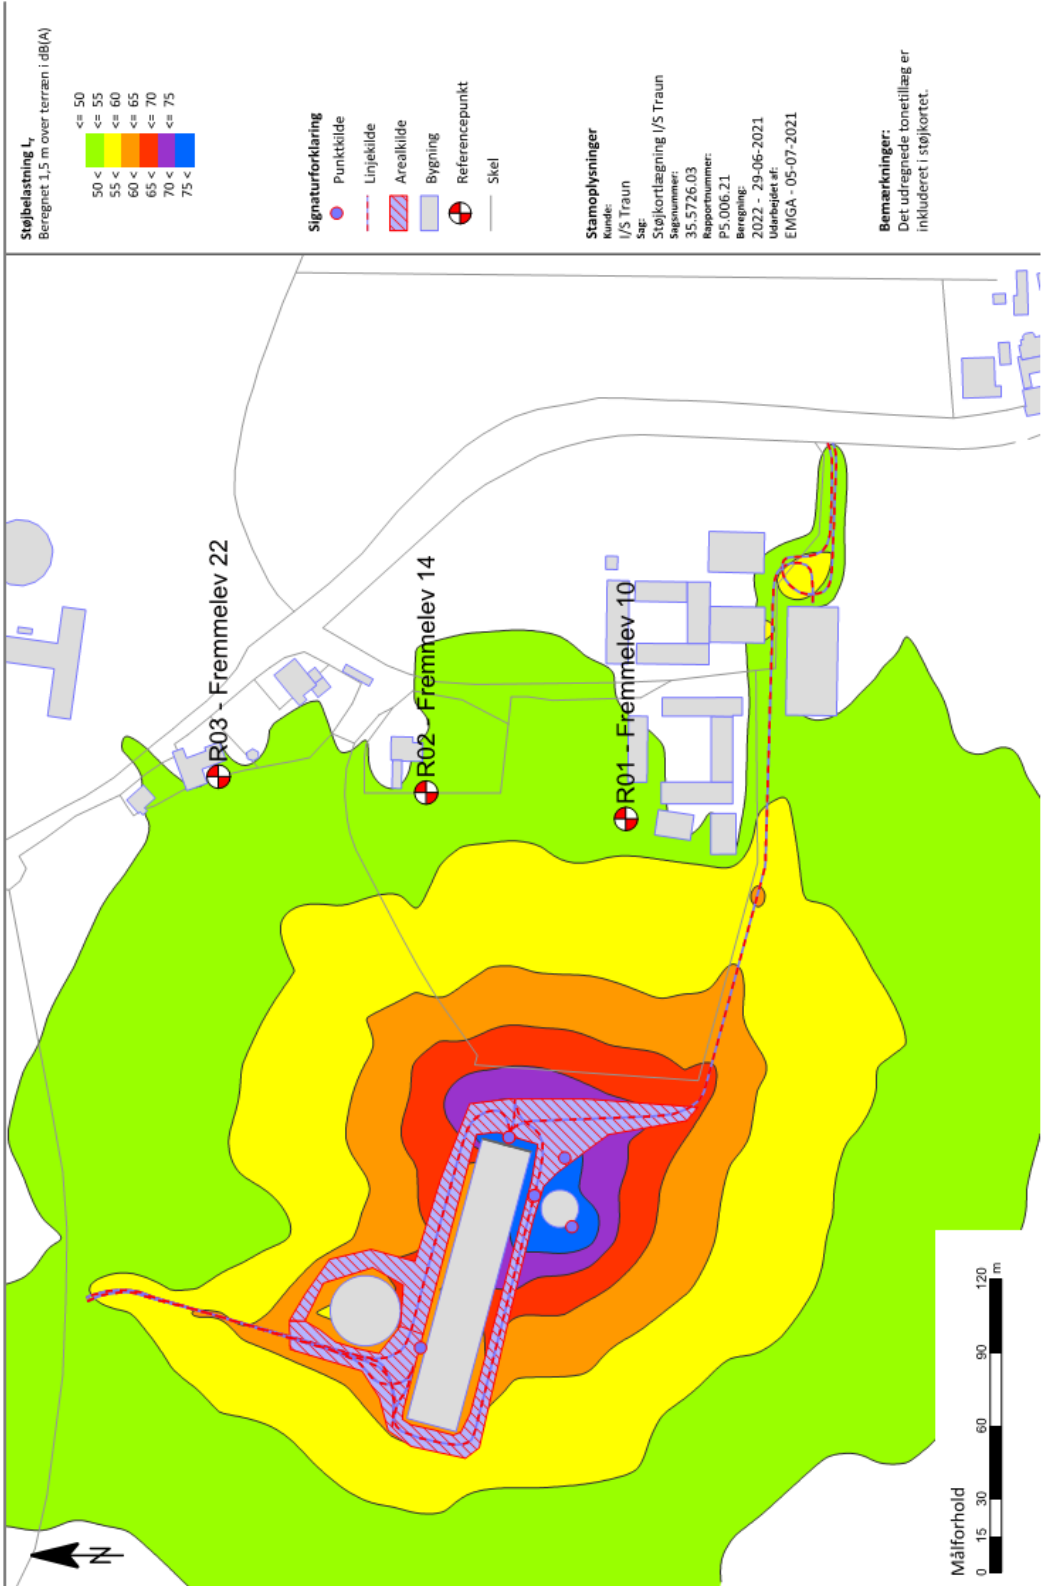 Støjbelastning Lr
Beregnet 1,5 m over terræn i dB(A)
<= 50
50 < <= 55
55 < <= 60
60 < <= 65
65 < <= 70
70 < <= 75
75 <
Signaturforklaring
Punktkilde
Linjekilde
Arealkilde
Bygning
Referencepunkt
Skel
Stamoplysninger
Kunde:
I/S Traun
Sag:
Støjkortlægning I/S Traun
Sagsnummer:
35.5726.03
Rapportnummer:
P5.006.21
Beregning:
2022 - 29-06-2021
Udarbejdet af:
EMGA - 05-07-2021
Bemærkninger:
Det udregnede tonetillæg er
inkluderet i støjkortet.
R03 - Fremmelev 22
R02 - Fremmelev 14
R01 - Fremmelev 10
N
Målforhold
0 15 30 60 90 120
m